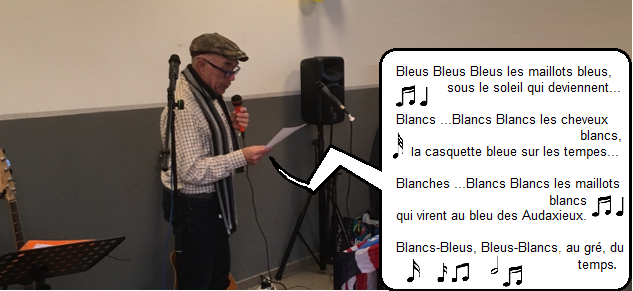 Bleus Bleus Bleus les maillots bleus,
sous le soleil qui deviennent...
Blancs ...Blancs Blancs les cheveux
blancs,
la casquette bleue sur les tempes...
Blanches ...Blancs Blancs les maillots
blancs
qui virent au bleu des Audaxieux.
Blancs-Bleus, Bleus-Blancs, au gré, du
temps.